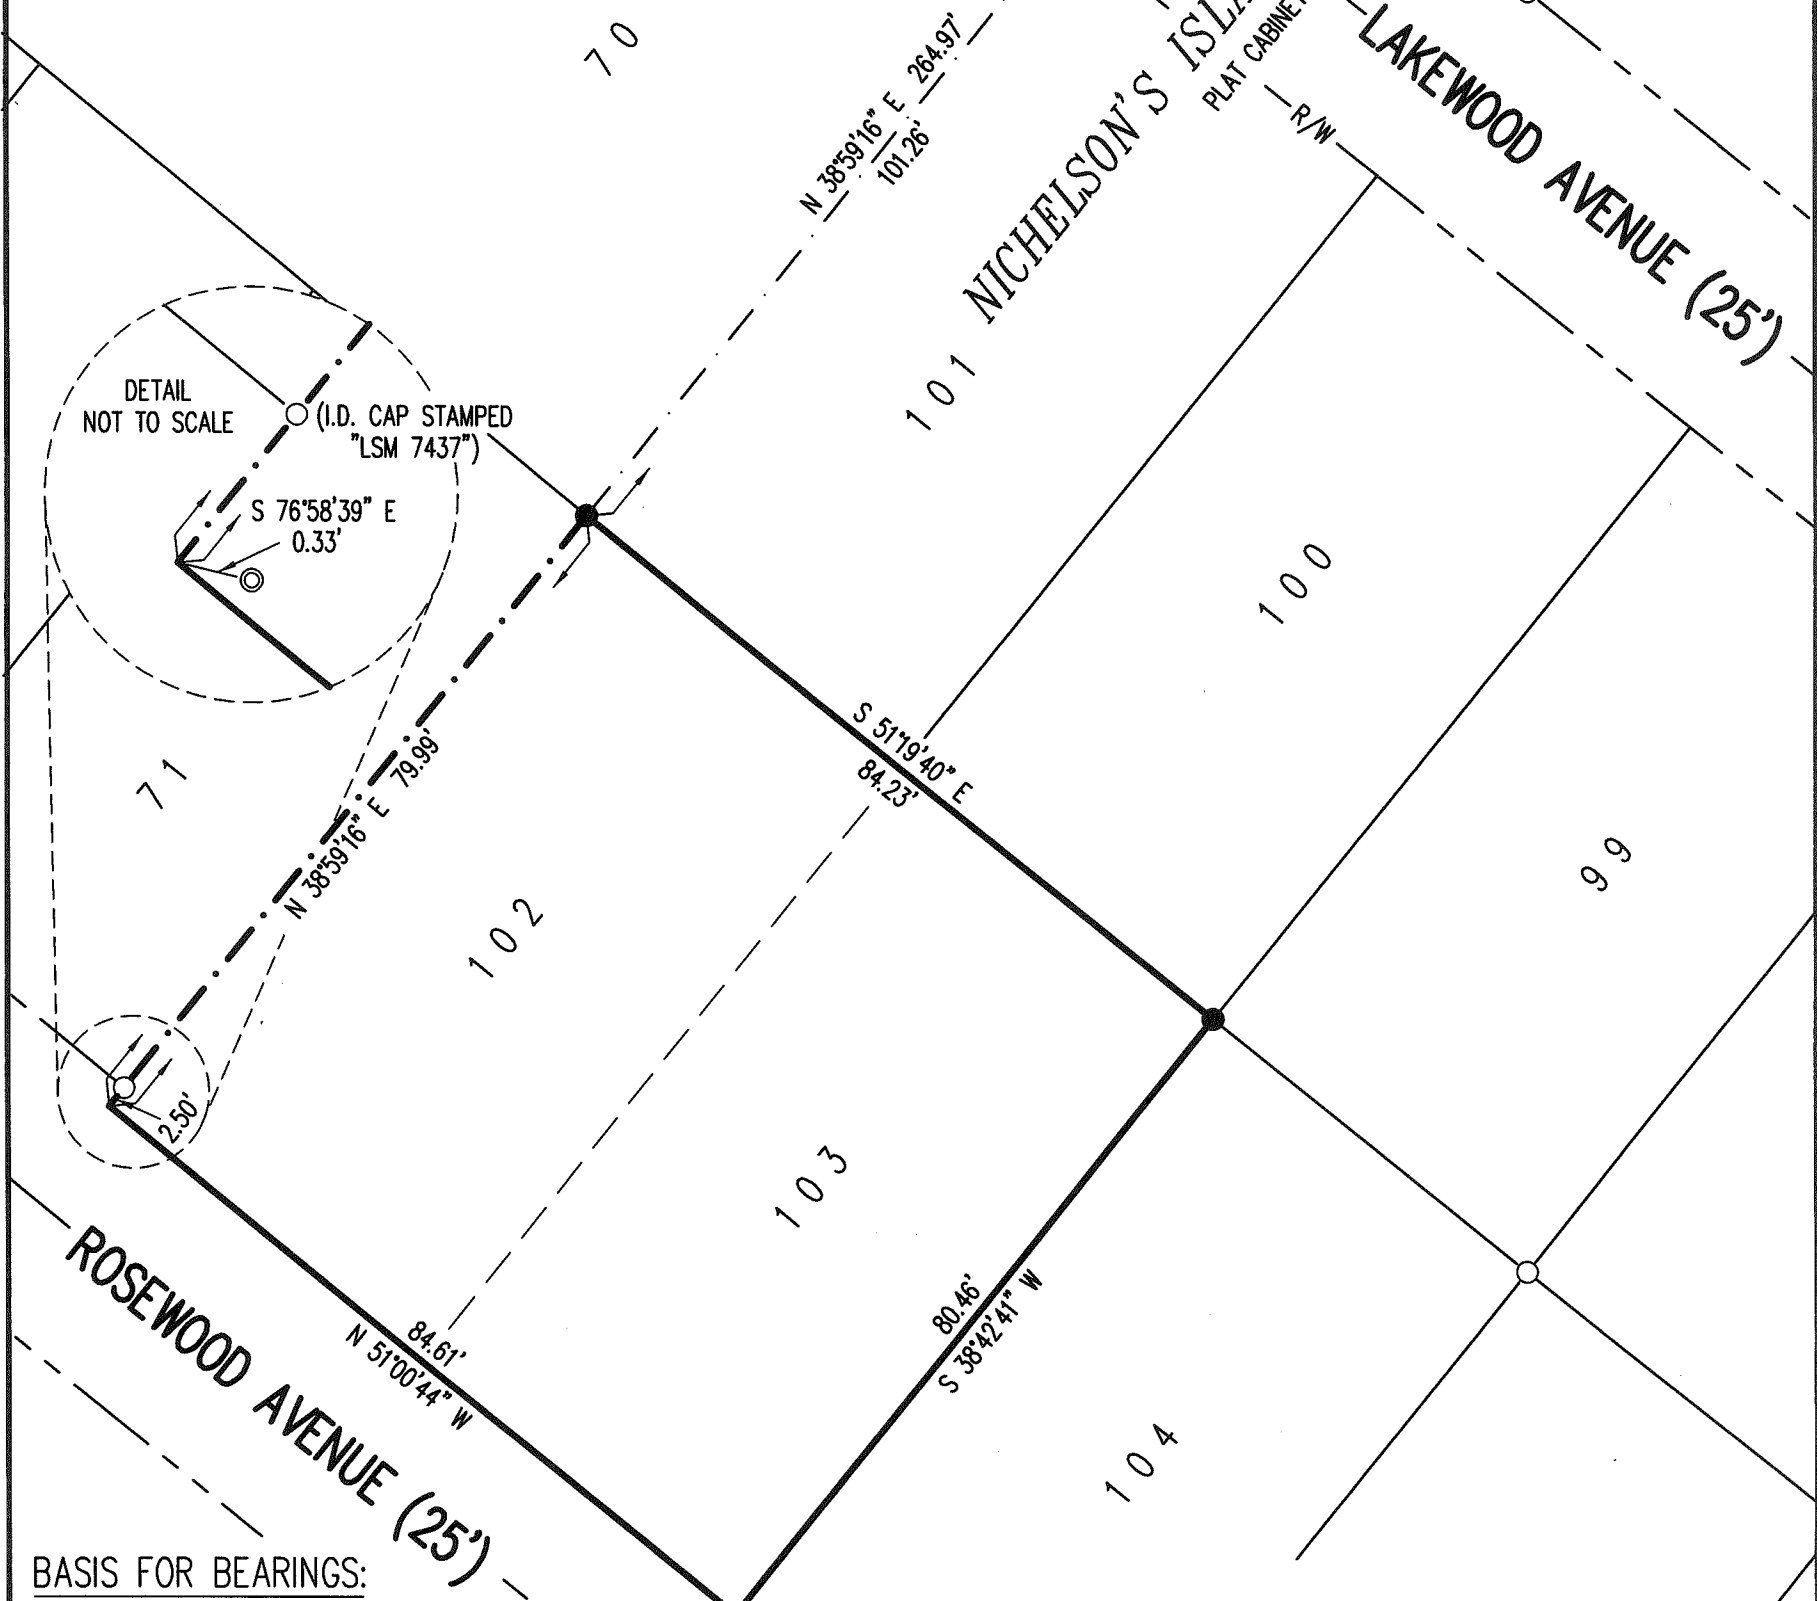 70
N 38°59'16" E 264.97'
101.26'
NICHELSON'S
PLAT CABINET
R/W
LAKEWOOD AVENUE (25')
101
DETAIL
NOT TO SCALE
(I.D. CAP STAMPED
"LSM 7437")
S 76°58'39" E
0.33'
100
71
N 38°59'16" E 79.99'
S 51°19'40" E
84.23'
99
102
103
2.50'
80.46'
S 38°42'41" W
84.61'
N 51°00'44" W
ROSEWOOD AVENUE (25')
104
BASIS FOR BEARINGS: